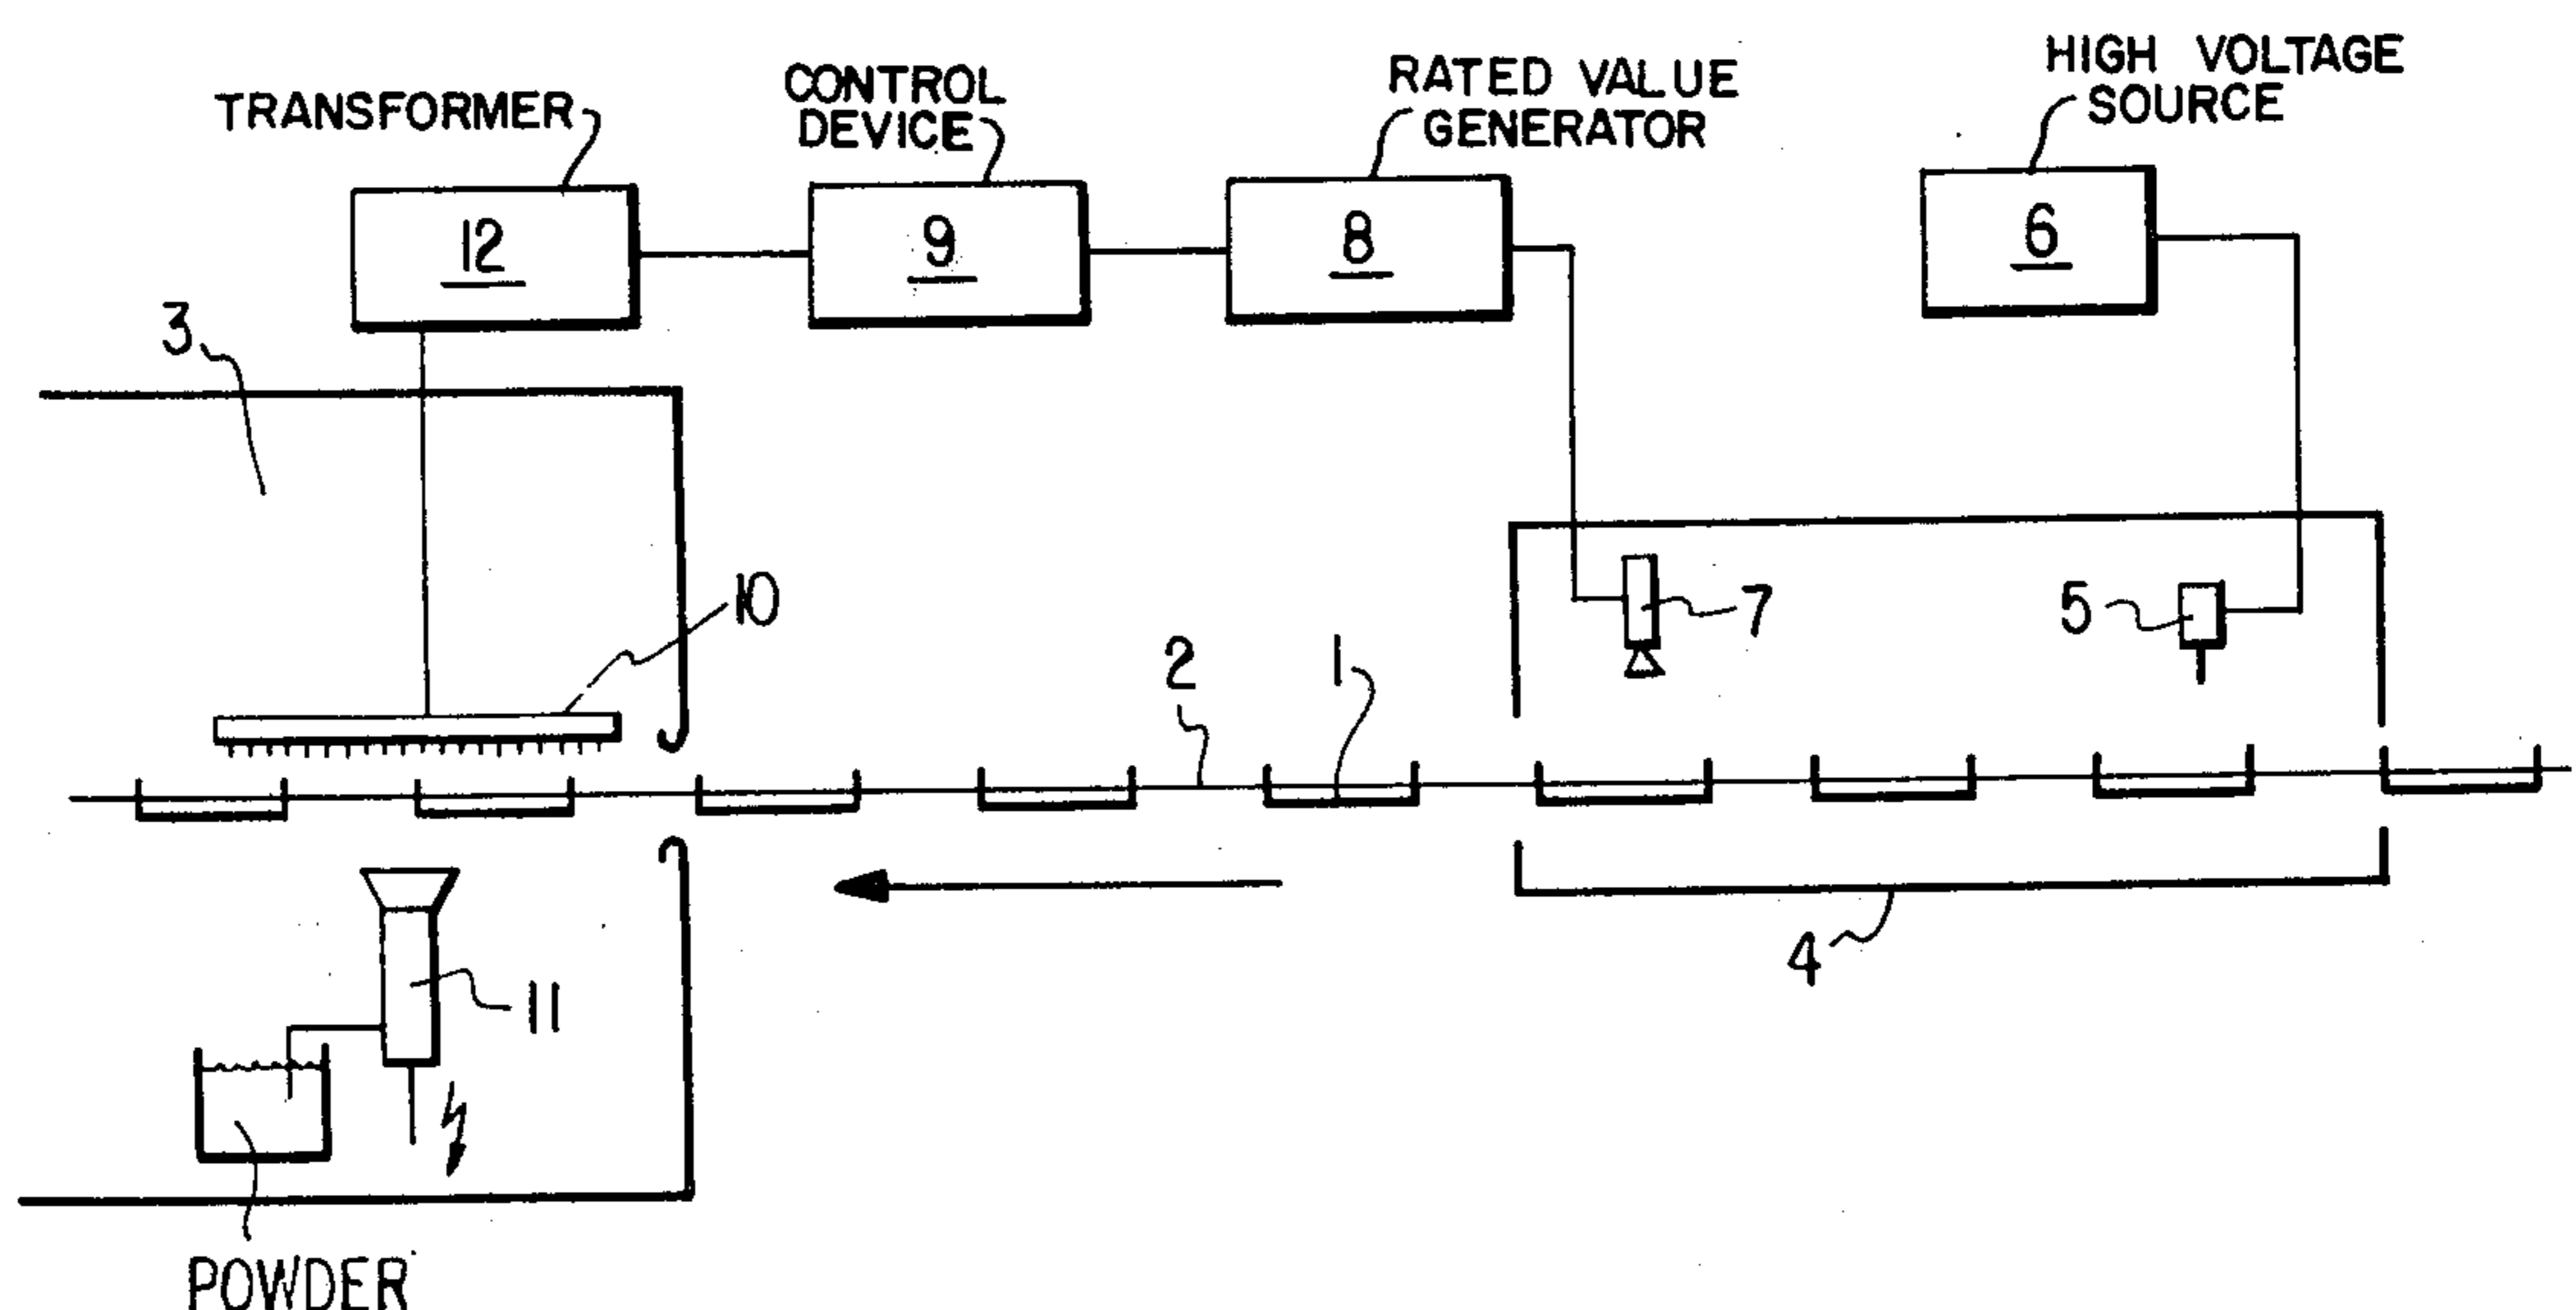 HIGH VOLTAGE
SOURCE
RATED VALUE
GENERATOR
CONTROL
DEVICE
TRANSFORMER
12
9
8
6
3
10
7
5
2
1
4
11
POWDER